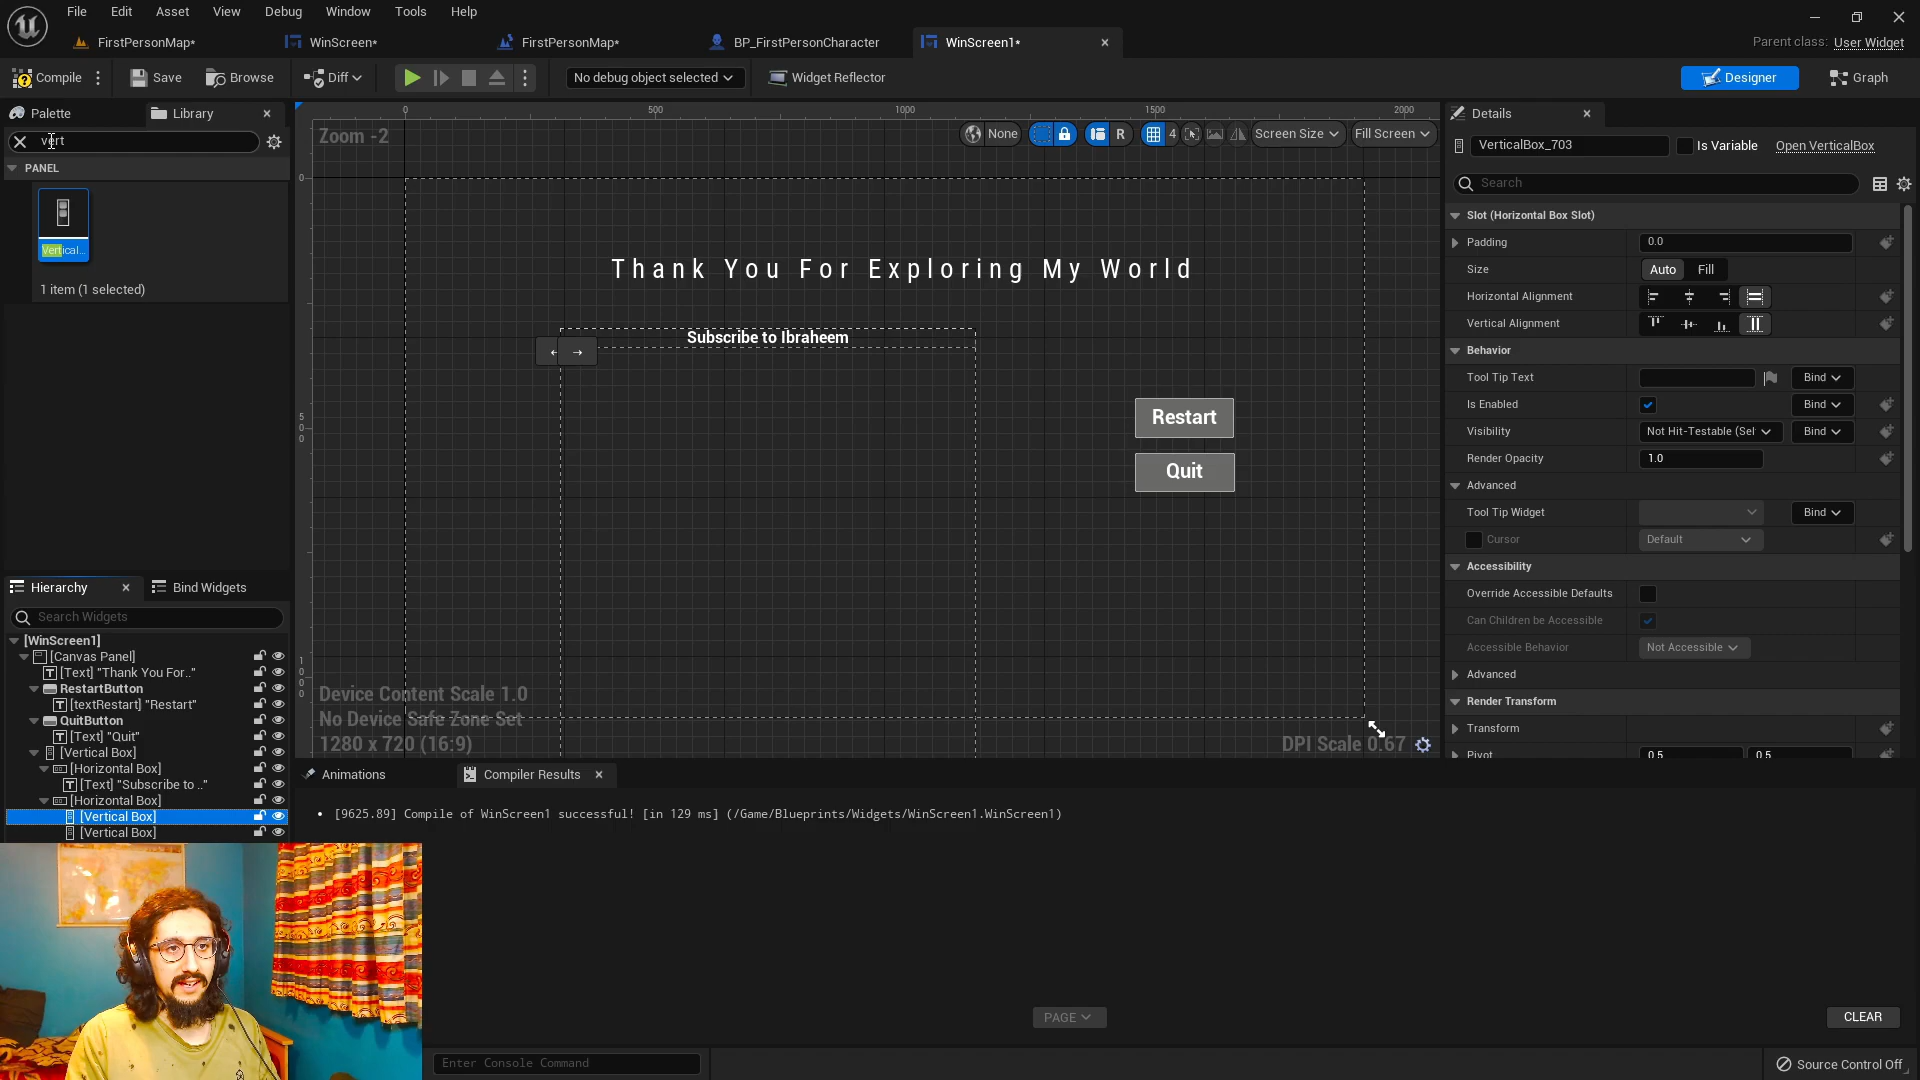 File Edit Asset View Debug Window Tools Help
FirstPersonMap* WinScreen* FirstPersonMap* BP_FirstPersonCharacter WinScreen1*
Parent class: User Widget
Compile Save Browse Diff No debug object selected Widget Reflector Designer Graph
Palette Library
vert
PANEL
Vertical...
1 item (1 selected)
Hierarchy Bind Widgets
Search Widgets
[WinScreen1]
[Canvas Panel]
[Text] "Thank You For.."
RestartButton
[textRestart] "Restart"
QuitButton
[Text] "Quit"
[Vertical Box]
[Horizontal Box]
[Text] "Subscribe to .."
[Horizontal Box]
[Vertical Box]
[Vertical Box]
0 500 1000 1500 2000
Zoom -2
None R 4 Screen Size Fill Screen
0
500
1000
Thank You For Exploring My World
Subscribe to Ibraheem
Restart
Quit
Device Content Scale 1.0
No Device Safe Zone Set
1280 x 720 (16:9)
DPI Scale 0.67
Animations Compiler Results
[9625.89] Compile of WinScreen1 successful! [in 129 ms] (/Game/Blueprints/Widgets/WinScreen1.WinScreen1)
PAGE
CLEAR
Enter Console Command
Source Control Off
Details
VerticalBox_703 Is Variable Open VerticalBox
Search
Slot (Horizontal Box Slot)
Padding 0.0
Size Auto Fill
Horizontal Alignment
Vertical Alignment
Behavior
Tool Tip Text Bind
Is Enabled Bind
Visibility Not Hit-Testable (Sel Bind
Render Opacity 1.0
Advanced
Tool Tip Widget Bind
Cursor Default
Accessibility
Override Accessible Defaults
Can Children be Accessible
Accessible Behavior Not Accessible
Advanced
Render Transform
Transform
Pivot 0.5 0.5